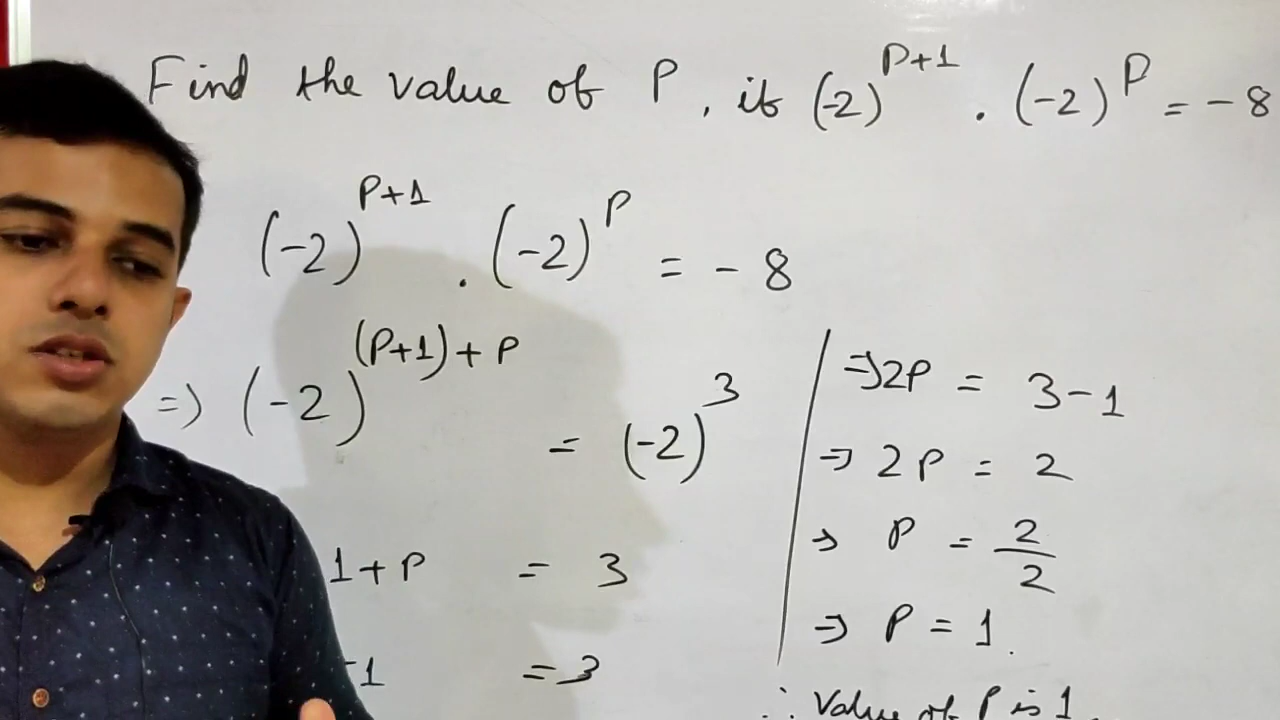 Find the value of P, if (-2)^{P+1} . (-2)^P = -8
(-2)^{P+1} . (-2)^P = -8
=> (-2)^{(P+1)+P} = (-2)^3
1+P = 3
=3
=> 2P = 3-1
=> 2P = 2
=> P = 2/2
=> P = 1.
∴ Value of P is 1.